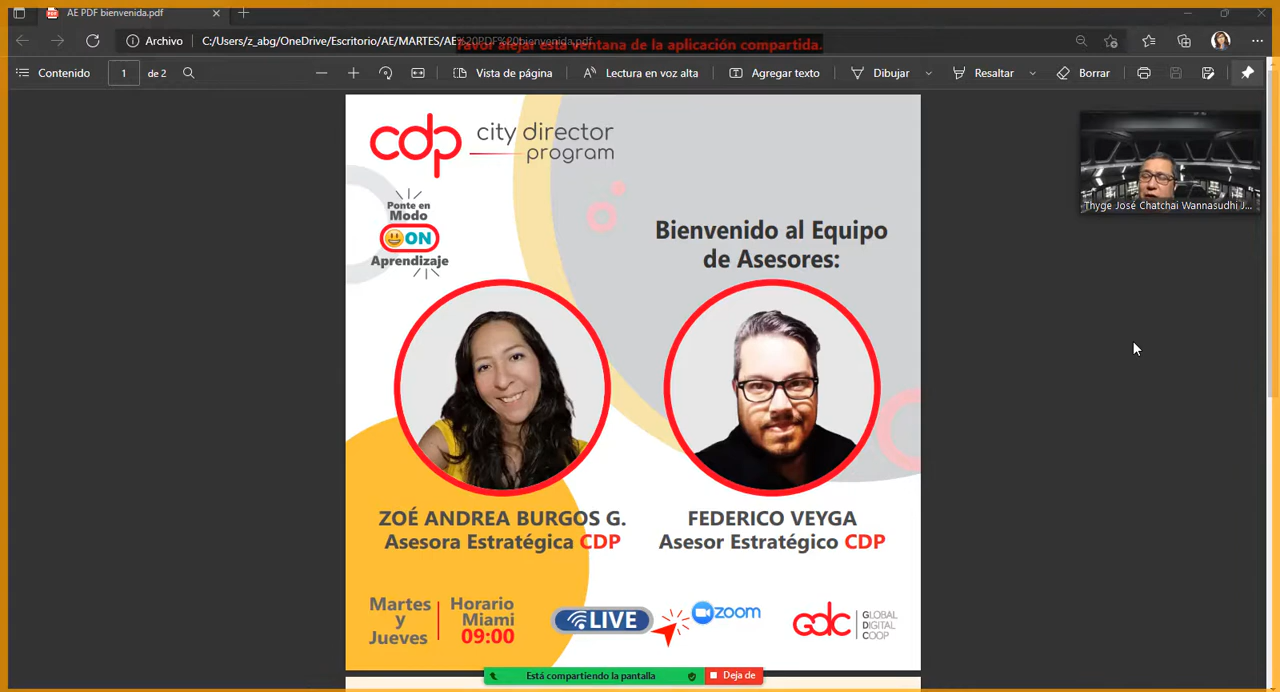 AE PDF bienvenida.pdf
Archivo
C:/Users/z_abg/OneDrive/Escritorio/AE/MARTES/AE%20PDF%20bienvenida.pdf
favor alejar esta ventana de la aplicación compartida.
Contenido
1
de 2
Vista de página
Lectura en voz alta
Agregar texto
Dibujar
Resaltar
Borrar
cdp
city director
program
Ponte en
Modo
ON
Aprendizaje
Bienvenido al Equipo
de Asesores:
Thyge José Chatchai Wannasudhi J...
ZOÉ ANDREA BURGOS G.
Asesora Estratégica CDP
FEDERICO VEYGA
Asesor Estratégico CDP
Martes
y
Jueves
Horario
Miami
09:00
LIVE
zoom
GDC
GLOBAL
DIGITAL
COOP
Está compartiendo la pantalla
Deja de